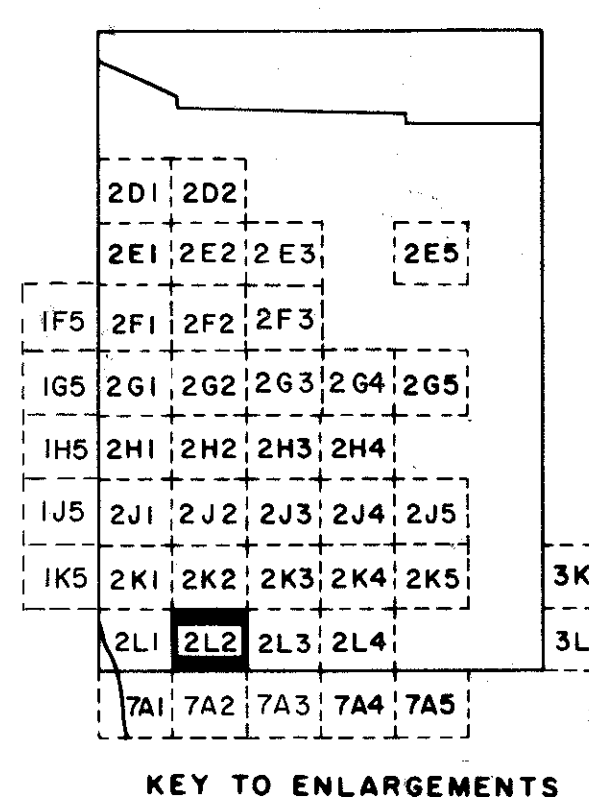 2D1 2D2
2E1 2E2 2E3 2E5
1F5 2F1 2F2 2F3
1G5 2G1 2G2 2G3 2G4 2G5
1H5 2H1 2H2 2H3 2H4
1J5 2J1 2J2 2J3 2J4 2J5
1K5 2K1 2K2 2K3 2K4 2K5 3K
2L1 2L2 2L3 2L4 3L
7A1 7A2 7A3 7A4 7A5
KEY TO ENLARGEMENTS